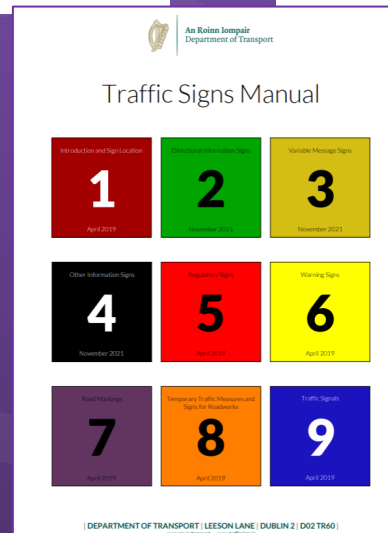 An Roinn Iompair
Department of Transport
Traffic Signs Manual
Introduction and Sign Location
1
April 2019
Directional Information Signs
2
November 2021
Variable Message Signs
3
November 2021
Other Information Signs
4
November 2021
Regulatory Signs
5
April 2019
Warning Signs
6
April 2019
Road Markings
7
April 2019
Temporary Traffic Measures and
Signs for Roadworks
8
April 2019
Traffic Signals
9
April 2019
| DEPARTMENT OF TRANSPORT | LEESON LANE | DUBLIN 2 | D02 TR60 |